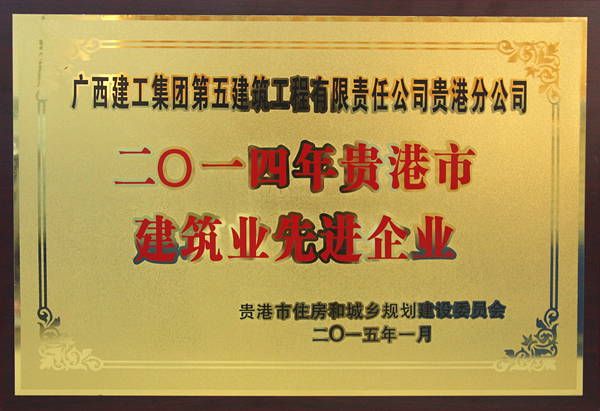 广西建工集团第五建筑工程有限责任公司贵港分公司
二〇一四年贵港市
建筑业先进企业
贵港市住房和城乡规划建设委员会
二〇一五年一月